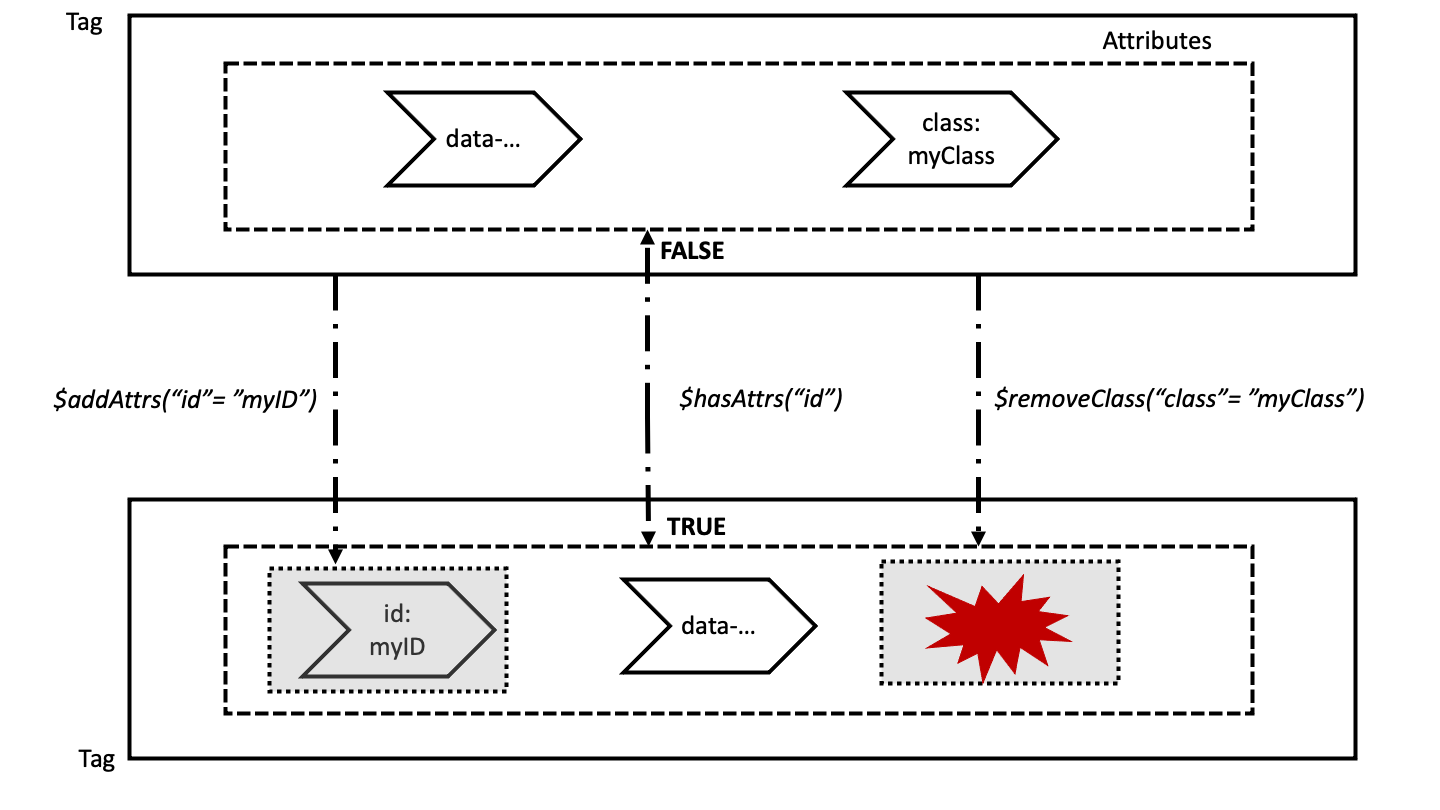 Tag
Attributes
data-...
class:
myClass
FALSE
$addAttrs(“id”= ”myID”)
$hasAttrs(“id”)
$removeClass(“class”= ”myClass”)
TRUE
id:
myID
data-...
Tag